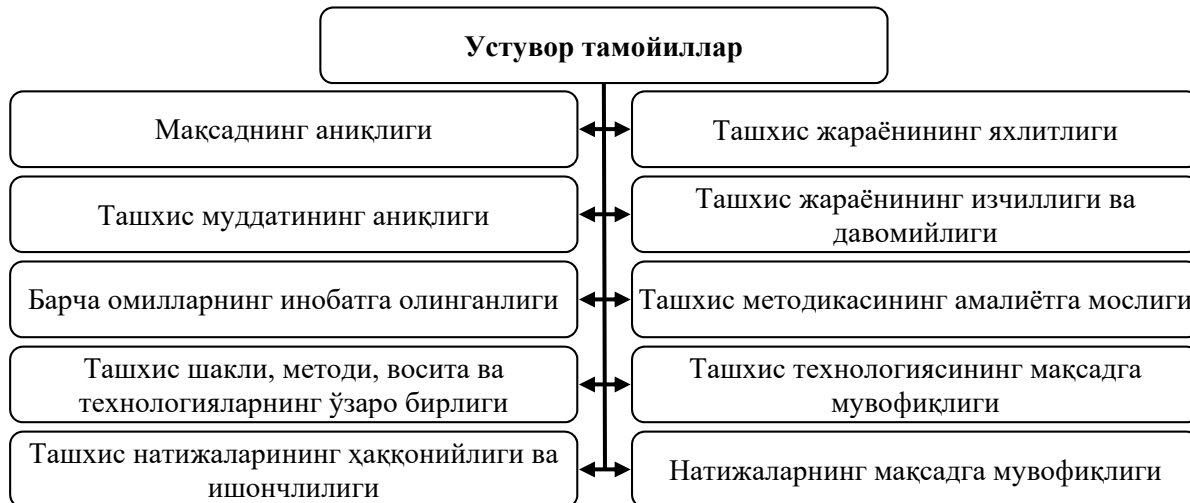 Устувор тамойиллар
Мақсаднинг аниқлиги
Ташхис жараёнининг яхлитлиги
Ташхис муддатининг аниқлиги
Ташхис жараёнининг изчиллиги ва
давомийлиги
Барча омилларнинг инобатга олинганлиги
Ташхис методикасининг амалиётга мослиги
Ташхис шакли, методи, восита ва
технологияларнинг ўзаро бирлиги
Ташхис технологиясининг мақсадга
мувофиқлиги
Ташхис натижаларининг ҳаққонийлиги ва
ишончлилиги
Натижаларнинг мақсадга мувофиқлиги